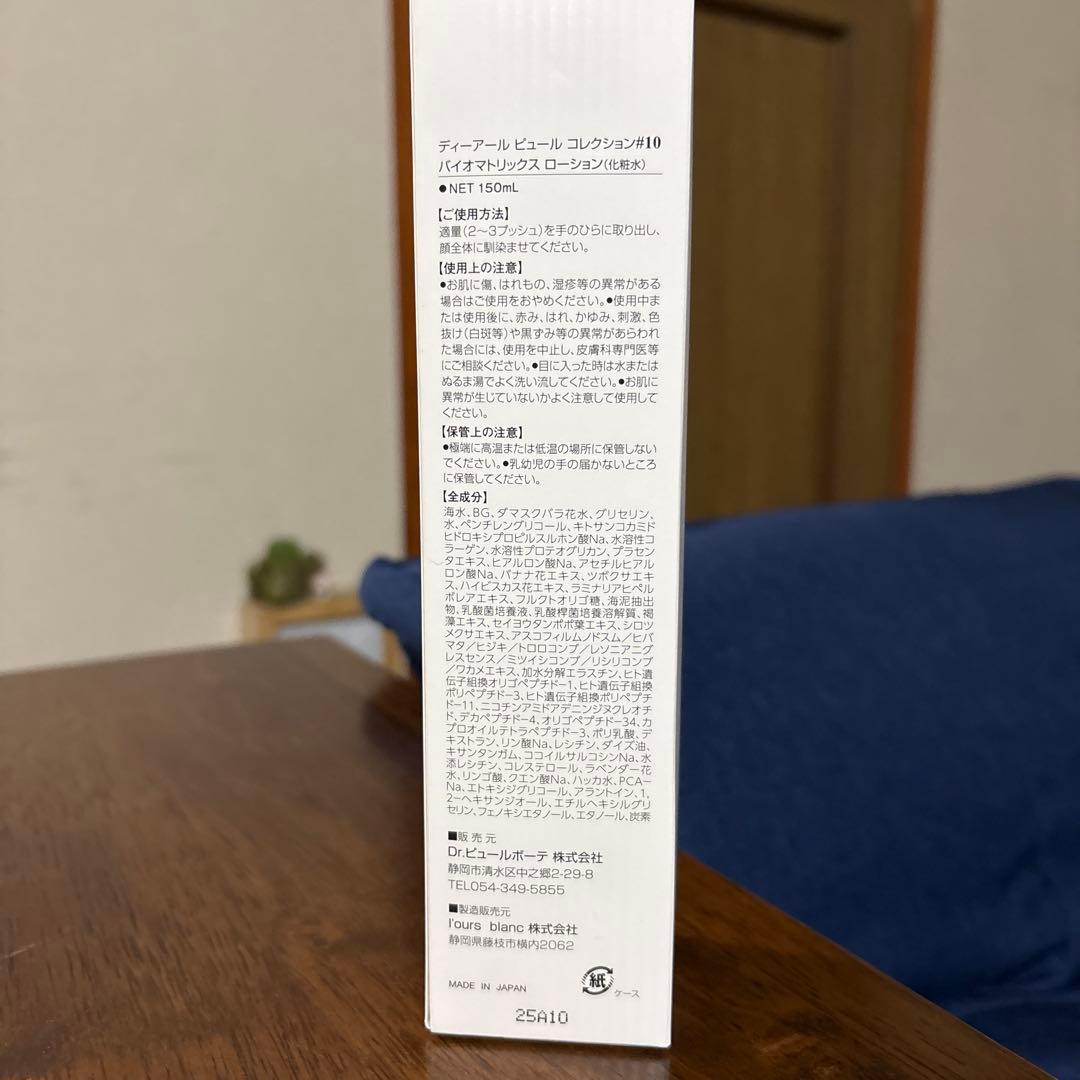 ディーアール ピュール コレクション#10
バイオマトリックス ローション(化粧水)
●NET 150mL
【ご使用方法】
適量(2〜3プッシュ)を手のひらに取り出し、
顔全体に馴染ませてください。
【使用上の注意】
●お肌に傷、はれもの、湿疹等の異常がある
場合はご使用をおやめください。●使用中ま
たは使用後に、赤み、はれ、かゆみ、刺激、色
抜け(白斑等)や黒ずみ等の異常があらわれ
た場合には、使用を中止し、皮膚科専門医等
にご相談ください。●目に入った時は水または
ぬるま湯でよく洗い流してください。●お肌に
異常が生じていないかよく注意して使用して
ください。
【保管上の注意】
●極端に高温または低温の場所に保管しない
でください。●乳幼児の手の届かないところ
に保管してください。
【全成分】
海水、BG、ダマスクバラ花水、グリセリン、
水、ペンチレングリコール、キトサンコカミド
ヒドロキシプロピルスルホン酸Na、水溶性コ
ラーゲン、水溶性プロテオグリカン、プラセン
タエキス、ヒアルロン酸Na、アセチルヒアル
ロン酸Na、バナナ花エキス、ツボクサエキ
ス、ハイビスカス花エキス、ラミナリアヒペル
ボレアエキス、フルクトオリゴ糖、海泥抽出
物、乳酸菌培養液、乳酸桿菌培養溶解質、褐
藻エキス、セイヨウタンポポ葉エキス、シロツ
メクサエキス、アスコフィルムノドスム/ヒバ
マタ/ヒジキ/トロロコンブ/レソニアニグ
レスセンス/ミツイシコンブ/リシリコンブ
/ワカメエキス、加水分解エラスチン、ヒト遺
伝子組換オリゴペプチド-1、ヒト遺伝子組換
ポリペプチド-3、ヒト遺伝子組換ポリペプチ
ド-11、ニコチンアミドアデニンジヌクレオチ
ド、デカペプチド-4、オリゴペプチド-34、カ
プロオイルテトラペプチド-3、ポリ乳酸、デ
キストラン、リン酸Na、レシチン、ダイズ油、
キサンタンガム、ココイルサルコシンNa、水
添レシチン、コレステロール、ラベンダー花
水、リンゴ酸、クエン酸Na、ハッカ水、PCA-
Na、エトキシジグリコール、アラントイン、1,
2-ヘキサンジオール、エチルヘキシルグリ
セリン、フェノキシエタノール、エタノール、炭素
■販売元
Dr.ピュールボーテ 株式会社
静岡市清水区中之郷2-29-8
TEL054-349-5855
■製造販売元
l'ours blanc 株式会社
静岡県藤枝市横内2062
MADE IN JAPAN
紙
ケース
25A10